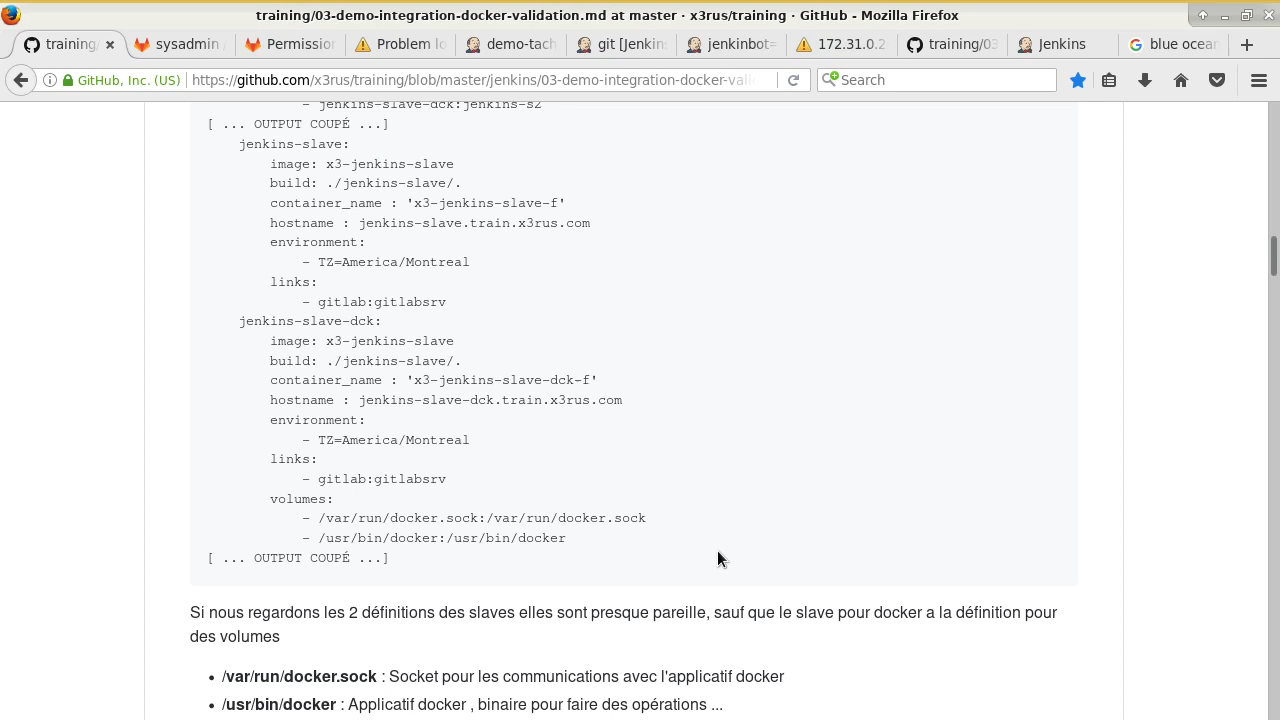 training/03-demo-integration-docker-validation.md at master · x3rus/training · GitHub - Mozilla Firefox
training/
sysadmin
Permissio
Problem l
demo-tach
git [Jenkin
jenkinbot
172.31.0.2
training/03
Jenkins
blue ocean
GitHub, Inc. (US)
https://github.com/x3rus/training/blob/master/jenkins/03-demo-integration-docker-vali
Search
- jenkins-slave-dck:jenkins-s2
[ ... OUTPUT COUPÉ ...]
jenkins-slave:
image: x3-jenkins-slave
build: ./jenkins-slave/.
container_name : 'x3-jenkins-slave-f'
hostname : jenkins-slave.train.x3rus.com
environment:
- TZ=America/Montreal
links:
- gitlab:gitlabsrv
jenkins-slave-dck:
image: x3-jenkins-slave
build: ./jenkins-slave/.
container_name : 'x3-jenkins-slave-dck-f'
hostname : jenkins-slave-dck.train.x3rus.com
environment:
- TZ=America/Montreal
links:
- gitlab:gitlabsrv
volumes:
- /var/run/docker.sock:/var/run/docker.sock
- /usr/bin/docker:/usr/bin/docker
[ ... OUTPUT COUPÉ ...]
Si nous regardons les 2 définitions des slaves elles sont presque pareille, sauf que le slave pour docker a la définition pour
des volumes
• /var/run/docker.sock : Socket pour les communications avec l'applicatif docker
• /usr/bin/docker : Applicatif docker , binaire pour faire des opérations ...